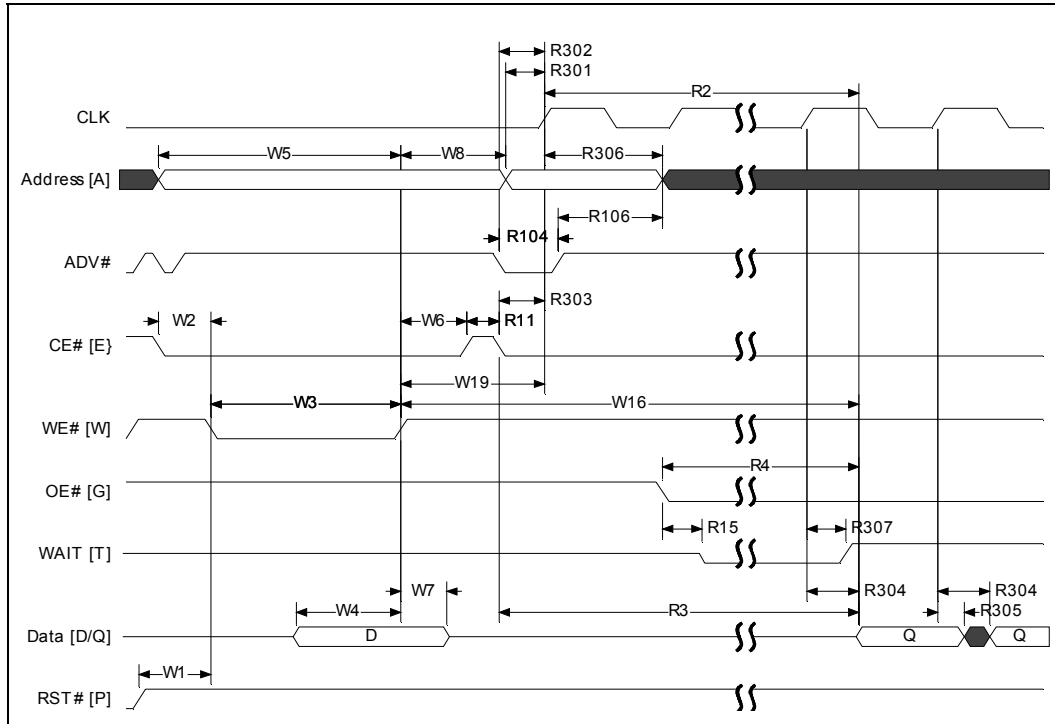 R302
R301
R2
CLK
W5
W8
R306
Address [A]
R106
R104
ADV#
R303
W2
W6
R11
CE# [E}
W19
W3
W16
WE# [W]
R4
OE# [G]
R15
R307
WAIT [T]
W7
R304
R304
W4
R3
R305
Data [D/Q]
D
Q
Q
W1
RST# [P]